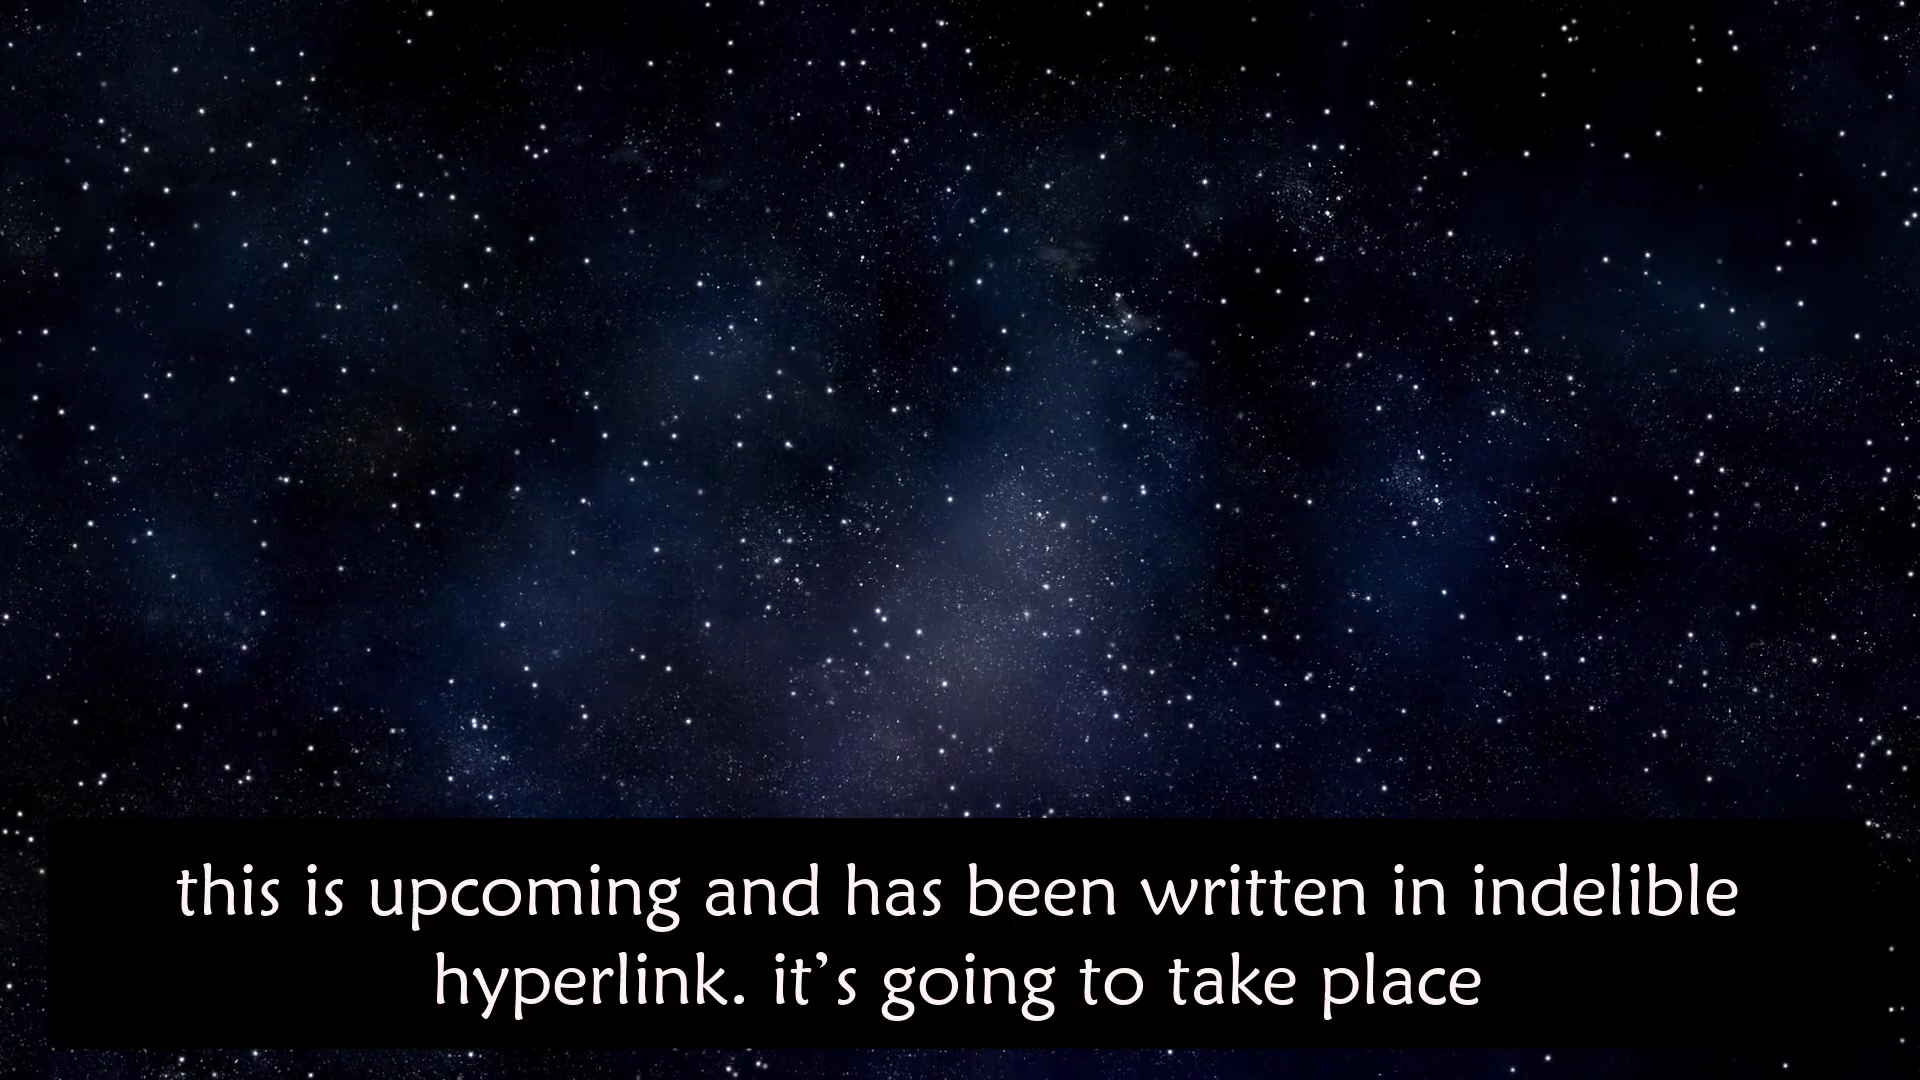 this is upcoming and has been written in indelible
hyperlink. it’s going to take place